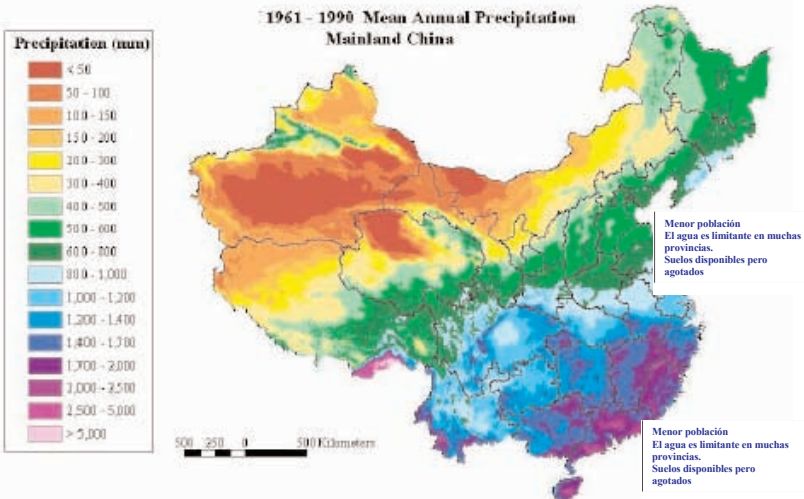 1961 - 1990 Mean Annual Precipitation
Mainland China
Precipitation (mm)
< 50
50 - 100
100 - 150
150 - 200
200 - 300
300 - 400
400 - 500
500 - 600
600 - 800
800 - 1,000
1,000 - 1,200
1,200 - 1,400
1,400 - 1,700
1,700 - 2,000
2,000 - 2,500
2,500 - 5,000
> 5,000
500 250 0 500 Kilometers
Menor población
El agua es limitante en muchas
provincias.
Suelos disponibles pero
agotados
Menor población
El agua es limitante en muchas
provincias.
Suelos disponibles pero
agotados